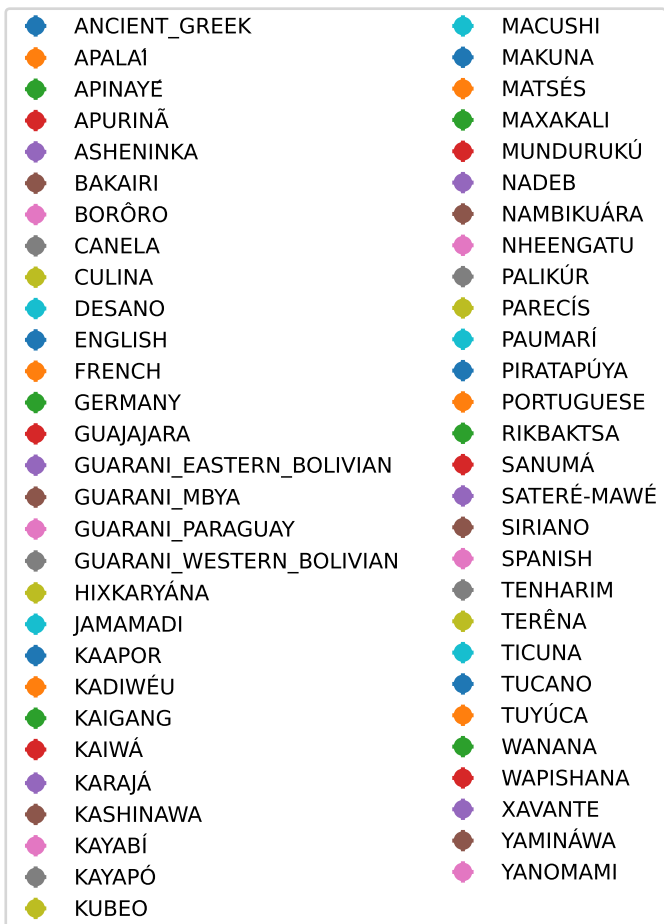 ANCIENT_GREEK
APALAÍ
APINAYÉ
APURINÃ
ASHENINKA
BAKAIRI
BORÔRO
CANELA
CULINA
DESANO
ENGLISH
FRENCH
GERMANY
GUAJAJARA
GUARANI_EASTERN_BOLIVIAN
GUARANI_MBYA
GUARANI_PARAGUAY
GUARANI_WESTERN_BOLIVIAN
HIXKARYÁNA
JAMAMADI
KAAPOR
KADIWÉU
KAIGANG
KAIWÁ
KARAJÁ
KASHINAWA
KAYABÍ
KAYAPÓ
KUBEO
MACUSHI
MAKUNA
MATSÉS
MAXAKALI
MUNDURUKÚ
NADEB
NAMBIKUÁRA
NHEENGATU
PALIKÚR
PARECÍS
PAUMARÍ
PIRATAPÚYA
PORTUGUESE
RIKBAKTSA
SANUMÁ
SATERÉ-MAWÉ
SIRIANO
SPANISH
TENHARIM
TERÊNA
TICUNA
TUCANO
TUYÚCA
WANANA
WAPISHANA
XAVANTE
YAMINÁWA
YANOMAMI